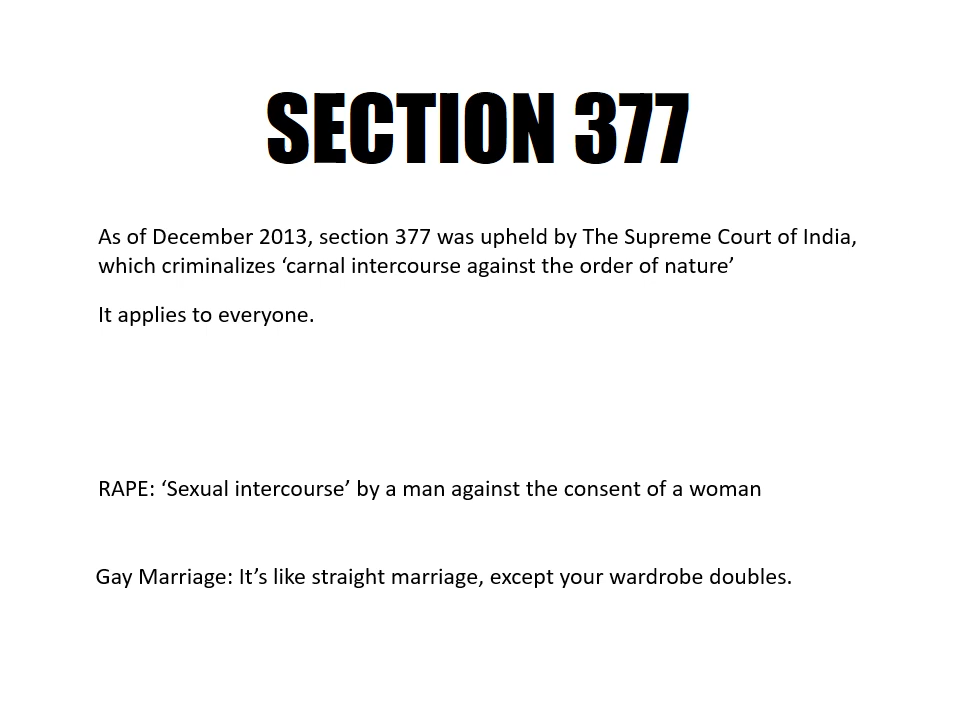 SECTION 377
As of December 2013, section 377 was upheld by The Supreme Court of India,
which criminalizes ‘carnal intercourse against the order of nature’
It applies to everyone.
RAPE: ‘Sexual intercourse’ by a man against the consent of a woman
Gay Marriage: It’s like straight marriage, except your wardrobe doubles.